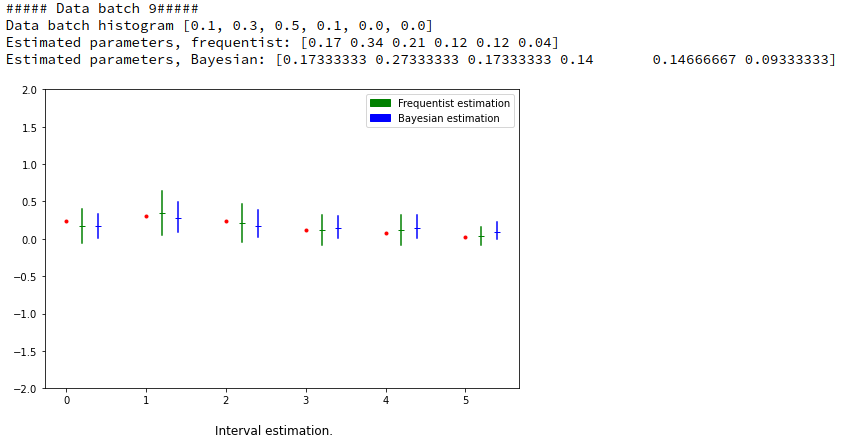 ##### Data batch 9#####
Data batch histogram [0.1, 0.3, 0.5, 0.1, 0.0, 0.0]
Estimated parameters, frequentist: [0.17 0.34 0.21 0.12 0.12 0.04]
Estimated parameters, Bayesian: [0.17333333 0.27333333 0.17333333 0.14       0.14666667 0.09333333]
Frequentist estimation
Bayesian estimation
2.0
1.5
1.0
0.5
0.0
−0.5
−1.0
−1.5
−2.0
0 1 2 3 4 5
Interval estimation.